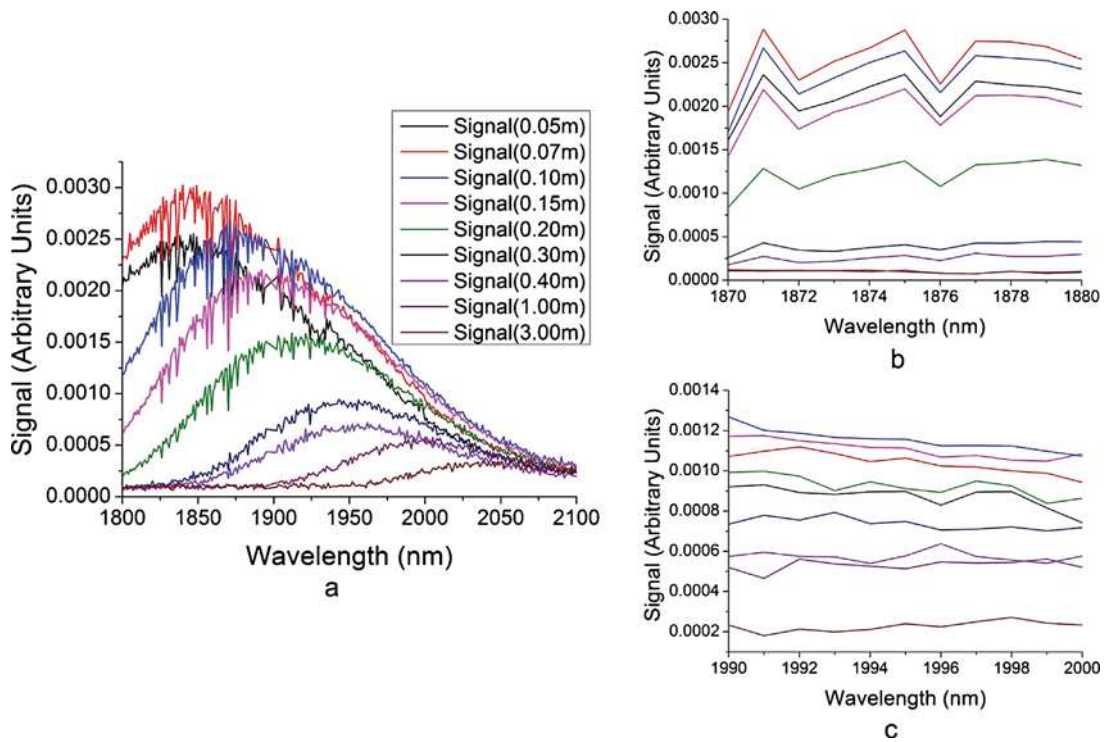 Signal (Arbitrary Units)
0.0030
0.0025
0.0020
0.0015
0.0010
0.0005
0.0000
1800 1850 1900 1950 2000 2050 2100
Wavelength (nm)
a
Signal(0.05m)
Signal(0.07m)
Signal(0.10m)
Signal(0.15m)
Signal(0.20m)
Signal(0.30m)
Signal(0.40m)
Signal(1.00m)
Signal(3.00m)
Signal (Arbitrary Units)
0.0030
0.0025
0.0020
0.0015
0.0010
0.0005
0.0000
1870 1872 1874 1876 1878 1880
Wavelength (nm)
b
Signal (Arbitrary Units)
0.0014
0.0012
0.0010
0.0008
0.0006
0.0004
0.0002
1990 1992 1994 1996 1998 2000
Wavelength (nm)
c